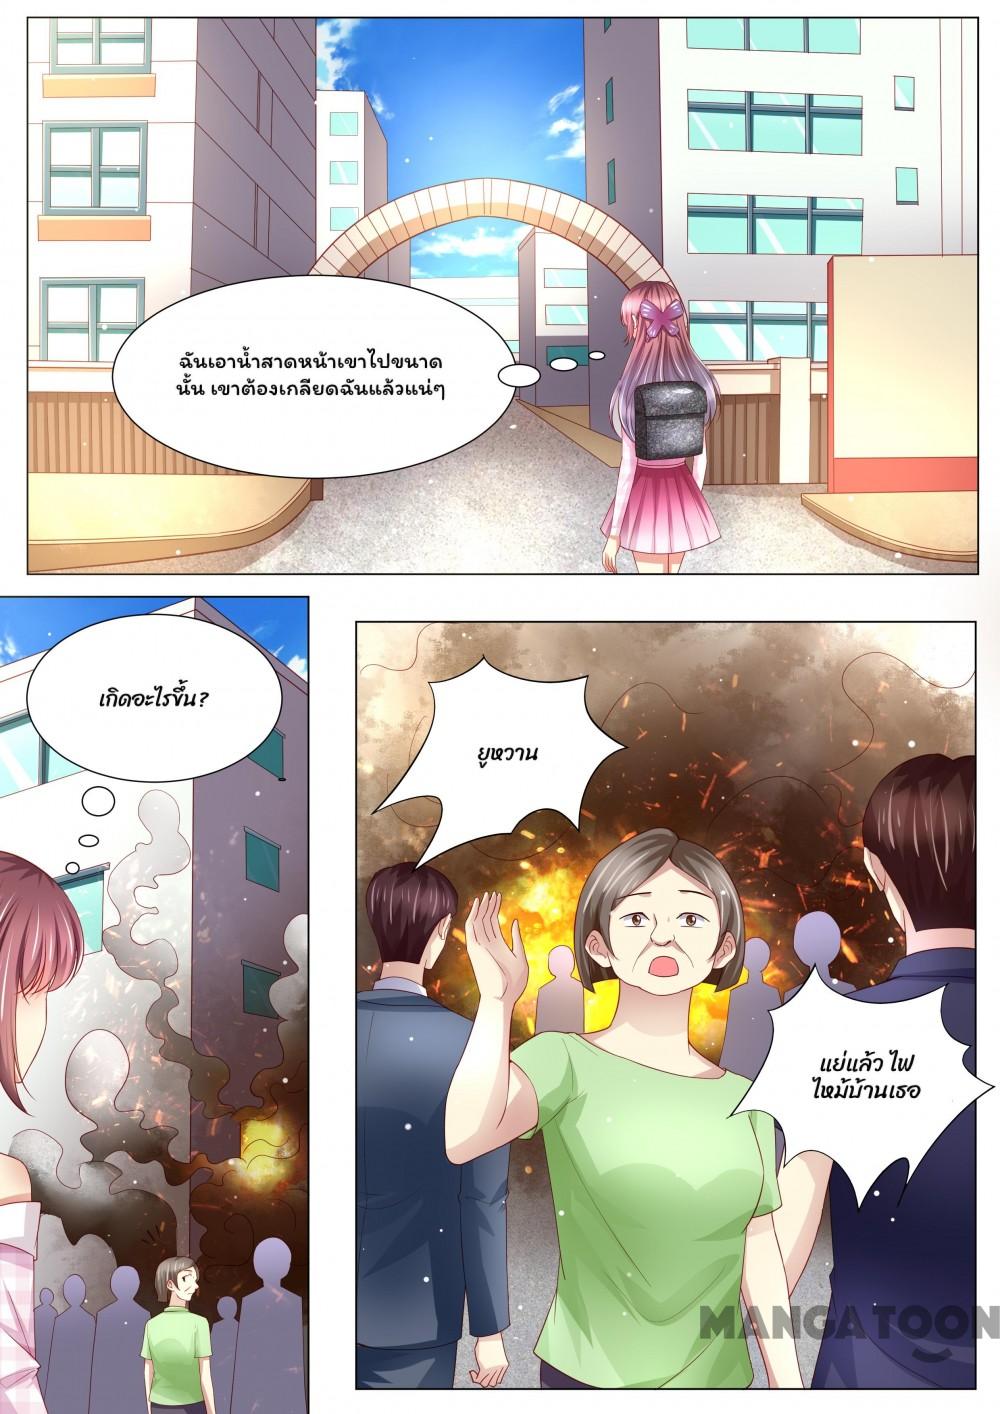 ฉันเอาน้ำสาดหน้าเขาไปขนาด
นั้น เขาต้องเกลียดฉันแล้วแน่ๆ
เกิดอะไรขึ้น?
ยูหวาน
แย่แล้ว ไฟ
ไหม้บ้านเธอ
MANGATOON